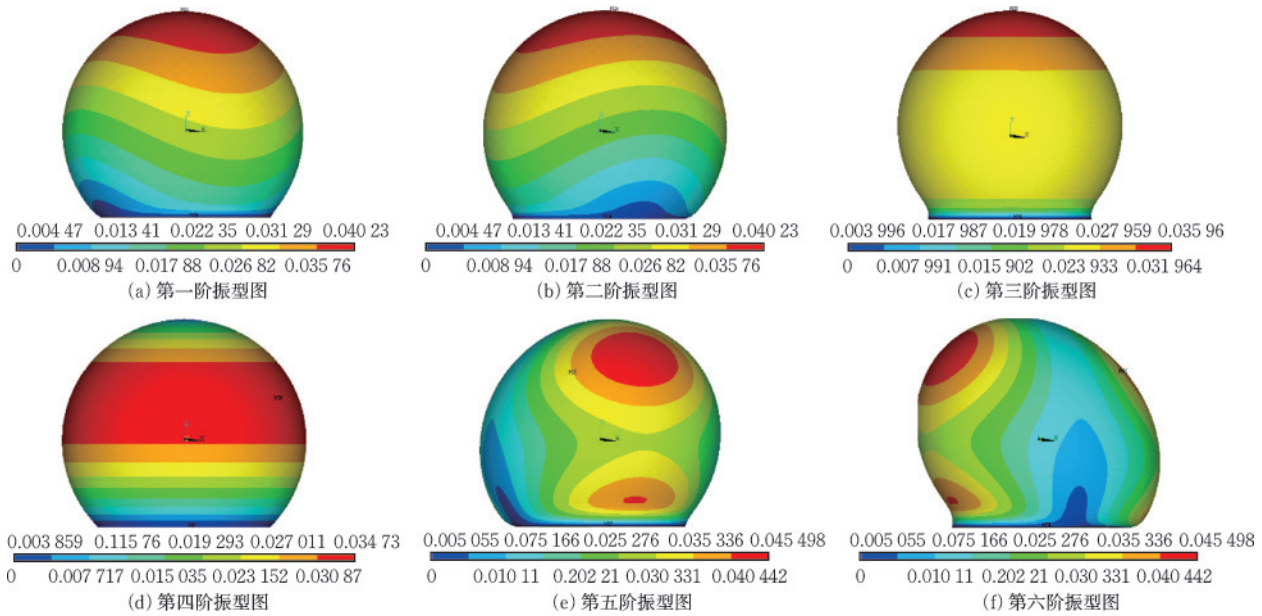 0.004 47 0.013 41 0.022 35 0.031 29 0.040 23
0 0.008 94 0.017 88 0.026 82 0.035 76
(a) 第一阶振型图
0.004 47 0.013 41 0.022 35 0.031 29 0.040 23
0 0.008 94 0.017 88 0.026 82 0.035 76
(b) 第二阶振型图
0.003 996 0.017 987 0.019 978 0.027 959 0.035 96
0 0.007 991 0.015 902 0.023 933 0.031 964
(c) 第三阶振型图
0.003 859 0.115 76 0.019 293 0.027 011 0.034 73
0 0.007 717 0.015 035 0.023 152 0.030 87
(d) 第四阶振型图
0.005 055 0.075 166 0.025 276 0.035 336 0.045 498
0 0.010 11 0.202 21 0.030 331 0.040 442
(e) 第五阶振型图
0.005 055 0.075 166 0.025 276 0.035 336 0.045 498
0 0.010 11 0.202 21 0.030 331 0.040 442
(f) 第六阶振型图